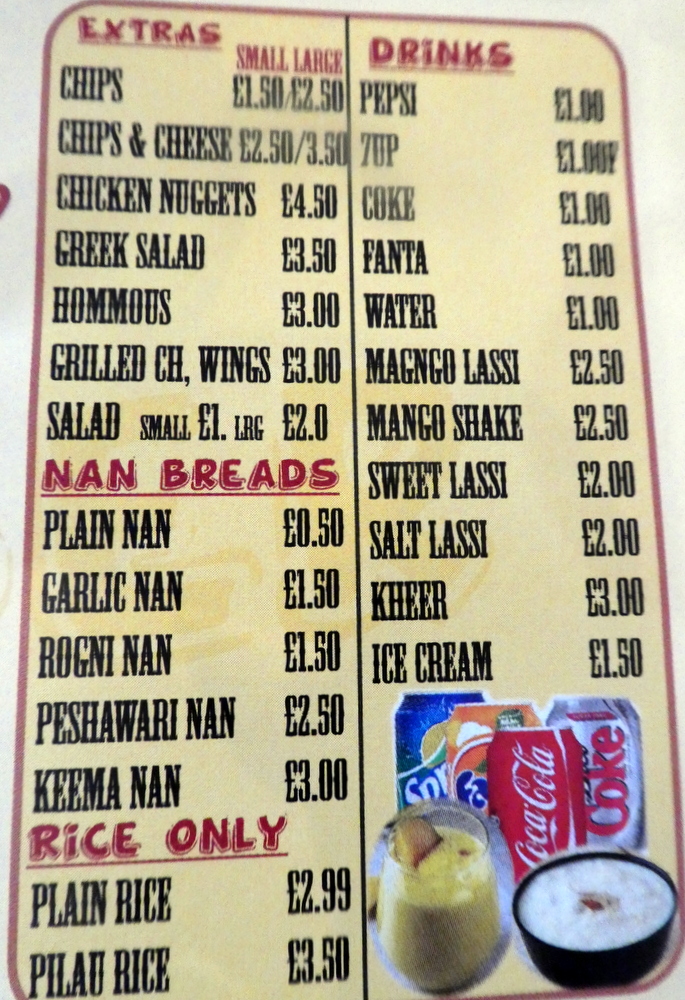 EXTRAS
SMALL LARGE
CHIPS £1.50/£2.50
CHIPS & CHEESE £2.50/3.50
CHICKEN NUGGETS £4.50
GREEK SALAD £3.50
HOMMOUS £3.00
GRILLED CH, WINGS £3.00
SALAD SMALL £1. LRG £2.0
NAN BREADS
PLAIN NAN £0.50
GARLIC NAN £1.50
ROGNI NAN £1.50
PESHAWARI NAN £2.50
KEEMA NAN £3.00
RICE ONLY
PLAIN RICE £2.99
PILAU RICE £3.50
DRINKS
PEPSI £1.00
7UP £1.00F
COKE £1.00
FANTA £1.00
WATER £1.00
MAGNGO LASSI £2.50
MANGO SHAKE £2.50
SWEET LASSI £2.00
SALT LASSI £2.00
KHEER £3.00
ICE CREAM £1.50
Coca-Cola
Coke